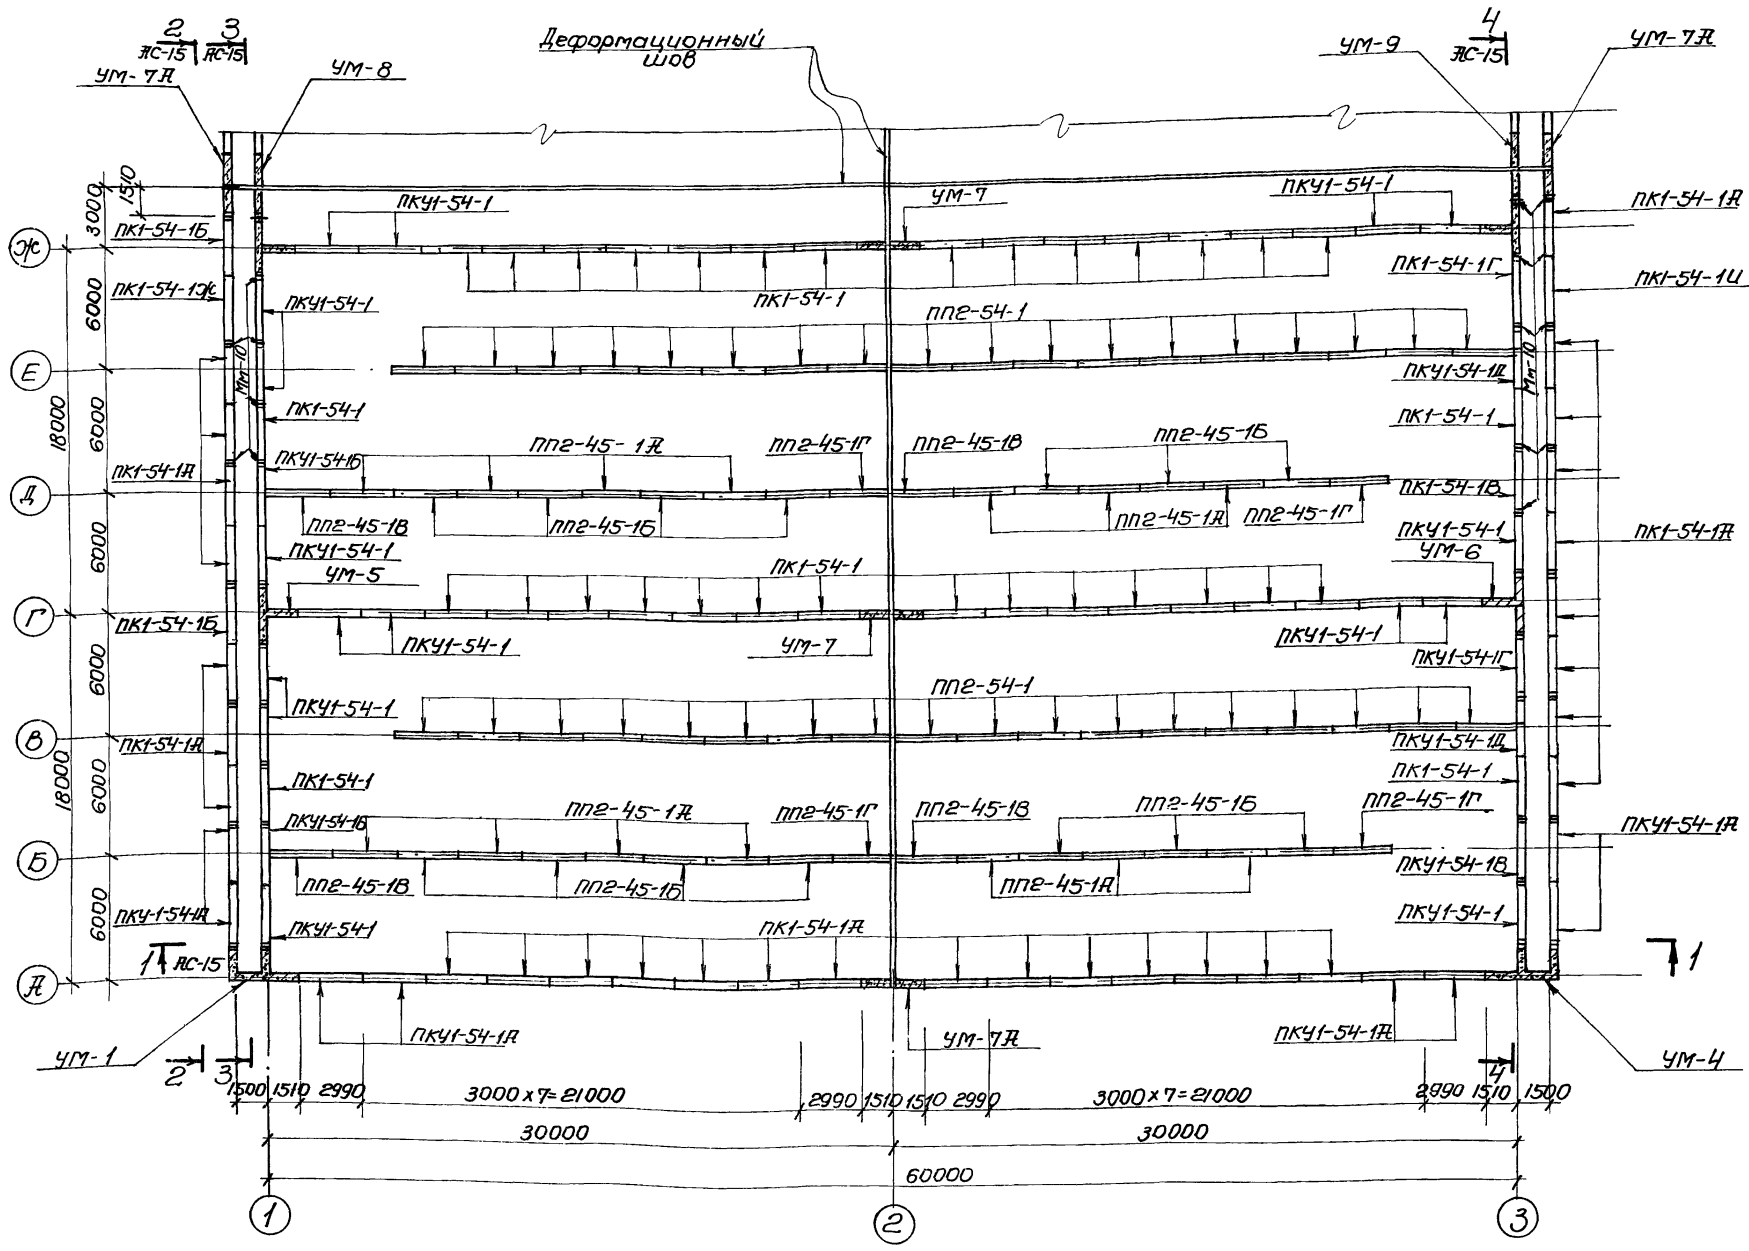 2
АС-15
3
АС-15
Деформационный
шов
4
АС-15
УМ-7А
УМ-8
УМ-9
УМ-7А
1510
3000
ПКУ1-54-1
УМ-7
ПКУ1-54-1
ПК1-54-1А
ПК1-54-1Б
Ж
ПК1-54-1Г
ПК1-54-1И
ПК1-54-1Ж
ПКУ1-54-1
ПК1-54-1
6000
ПП2-54-1
Мм-10
Мм-10
Е
ПКУ1-54-1Д
ПК1-54-1
ПК1-54-1
18000
6000
ПП2-45-1А
ПП2-45-1Г
ПП2-45-1В
ПП2-45-1Б
ПКУ1-54-1Б
ПК1-54-1А
Д
ПК1-54-1В
ПП2-45-1В
ПП2-45-1Б
ПП2-45-1А
ПП2-45-1Г
ПКУ1-54-1
ПК1-54-1А
6000
ПКУ1-54-1
УМ-6
УМ-5
ПК1-54-1
Г
ПК1-54-1Б
ПКУ1-54-1
УМ-7
ПКУ1-54-1
ПКУ1-54-1Г
6000
ПП2-54-1
ПКУ1-54-1
В
ПК1-54-1А
ПКУ1-54-1Д
ПК1-54-1
ПК1-54-1
18000
6000
ПП2-45-1А
ПП2-45-1Г
ПП2-45-1В
ПП2-45-1Б
ПП2-45-1Г
ПКУ1-54-1Б
ПКУ1-54-1А
Б
ПКУ1-54-1В
ПП2-45-1В
ПП2-45-1Б
ПП2-45-1А
ПКУ-1-54-1А
6000
ПКУ1-54-1
ПК1-54-1А
ПКУ1-54-1
1
АС-15
1
А
ПКУ1-54-1А
УМ-7А
ПКУ1-54-1А
УМ-1
2
3
4
УМ-4
1500
1510
2990
3000х7=21000
2990
1510
1510
2990
3000х7=21000
2990
1510
1500
30000
30000
60000
1
2
3